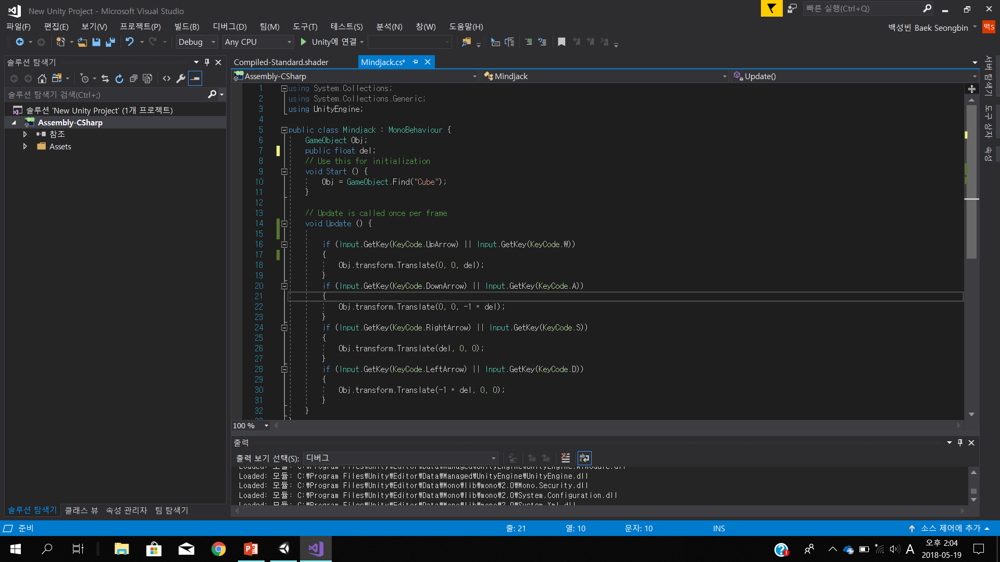 New Unity Project - Microsoft Visual Studio
빠른 실행(Ctrl+Q)
파일(F) 편집(E) 보기(V) 프로젝트(P) 빌드(B) 디버그(D) 팀(M) 도구(T) 테스트(S) 분석(N) 창(W) 도움말(H)
백성빈 Baek Seongbin 백S
Debug Any CPU Unity에 연결
솔루션 탐색기
솔루션 탐색기 검색(Ctrl+;)
솔루션 'New Unity Project' (1개 프로젝트)
Assembly-CSharp
참조
Assets
Compiled-Standard.shader Mindjack.cs*
Assembly-CSharp Mindjack Update()
1 using System.Collections;
2 using System.Collections.Generic;
3 using UnityEngine;
4
5 public class Mindjack : MonoBehaviour {
6 GameObject Obj;
7 public float del;
8 // Use this for initialization
9 void Start () {
10 Obj = GameObject.Find("Cube");
11 }
12
13 // Update is called once per frame
14 void Update () {
15
16 if (Input.GetKey(KeyCode.UpArrow) || Input.GetKey(KeyCode.W))
17 {
18 Obj.transform.Translate(0, 0, del);
19 }
20 if (Input.GetKey(KeyCode.DownArrow) || Input.GetKey(KeyCode.A))
21 {
22 Obj.transform.Translate(0, 0, -1 * del);
23 }
24 if (Input.GetKey(KeyCode.RightArrow) || Input.GetKey(KeyCode.S))
25 {
26 Obj.transform.Translate(del, 0, 0);
27 }
28 if (Input.GetKey(KeyCode.LeftArrow) || Input.GetKey(KeyCode.D))
29 {
30 Obj.transform.Translate(-1 * del, 0, 0);
31 }
32 }
100 %
서버 탐색기
도구 상자
속성
출력
출력 보기 선택(S): 디버그
Loaded: 모듈: C:₩Program Files₩Unity₩Editor₩Data₩Managed₩UnityEngine₩UnityEngine.dll
Loaded: 모듈: C:₩Program Files₩Unity₩Editor₩Data₩Mono₩lib₩mono₩2.0₩Mono.Security.dll
Loaded: 모듈: C:₩Program Files₩Unity₩Editor₩Data₩Mono₩lib₩mono₩2.0₩System.Configuration.dll
Loaded: 모듈: C:₩Program Files₩Unity₩Editor₩Data₩Mono₩lib₩mono₩2.0₩System.Xml.dll
솔루션 탐색기 클래스 뷰 속성 관리자 팀 탐색기
준비 줄: 21 열: 10 문자: 10 INS 소스 제어에 추가
A
오후 2:04
2018-05-19